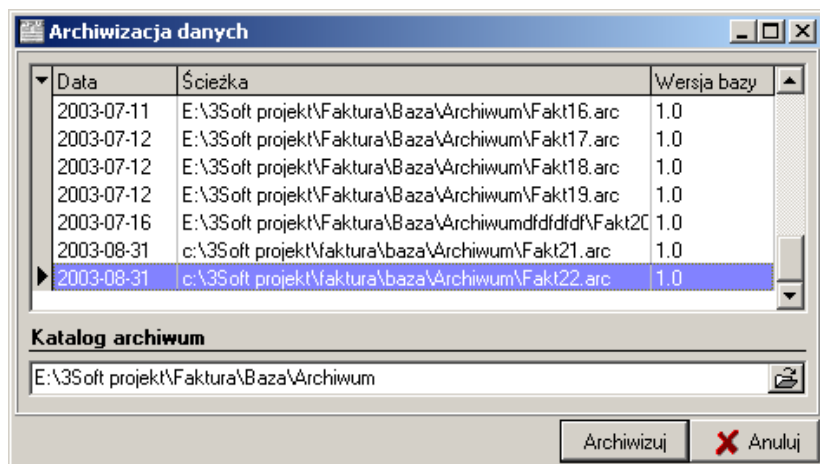 Archiwizacja danych
Data Ścieżka Wersja bazy
2003-07-11 E:\3Soft projekt\Faktura\Baza\Archiwum\Fakt16.arc 1.0
2003-07-12 E:\3Soft projekt\Faktura\Baza\Archiwum\Fakt17.arc 1.0
2003-07-12 E:\3Soft projekt\Faktura\Baza\Archiwum\Fakt18.arc 1.0
2003-07-12 E:\3Soft projekt\Faktura\Baza\Archiwum\Fakt19.arc 1.0
2003-07-16 E:\3Soft projekt\Faktura\Baza\Archiwumdfdfdfdf\Fakt20 1.0
2003-08-31 c:\3Soft projekt\faktura\baza\Archiwum\Fakt21.arc 1.0
2003-08-31 c:\3Soft projekt\faktura\baza\Archiwum\Fakt22.arc 1.0
Katalog archiwum
E:\3Soft projekt\Faktura\Baza\Archiwum
Archiwizuj Anuluj